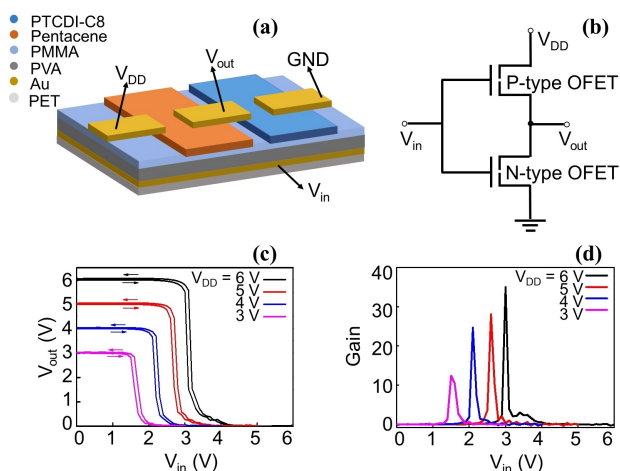 PTCDI-C8
Pentacene
PMMA
PVA
Au
PET
(a)
V_DD
V_out
GND
V_in
(b)
V_DD
P-type OFET
V_in
V_out
N-type OFET
(c)
V_DD = 6 V
5 V
4 V
3 V
6
5
4
3
2
1
0
V_out (V)
0 1 2 3 4 5 6
V_in (V)
(d)
V_DD = 6 V
5 V
4 V
3 V
40
30
20
10
0
Gain
0 1 2 3 4 5 6
V_in (V)